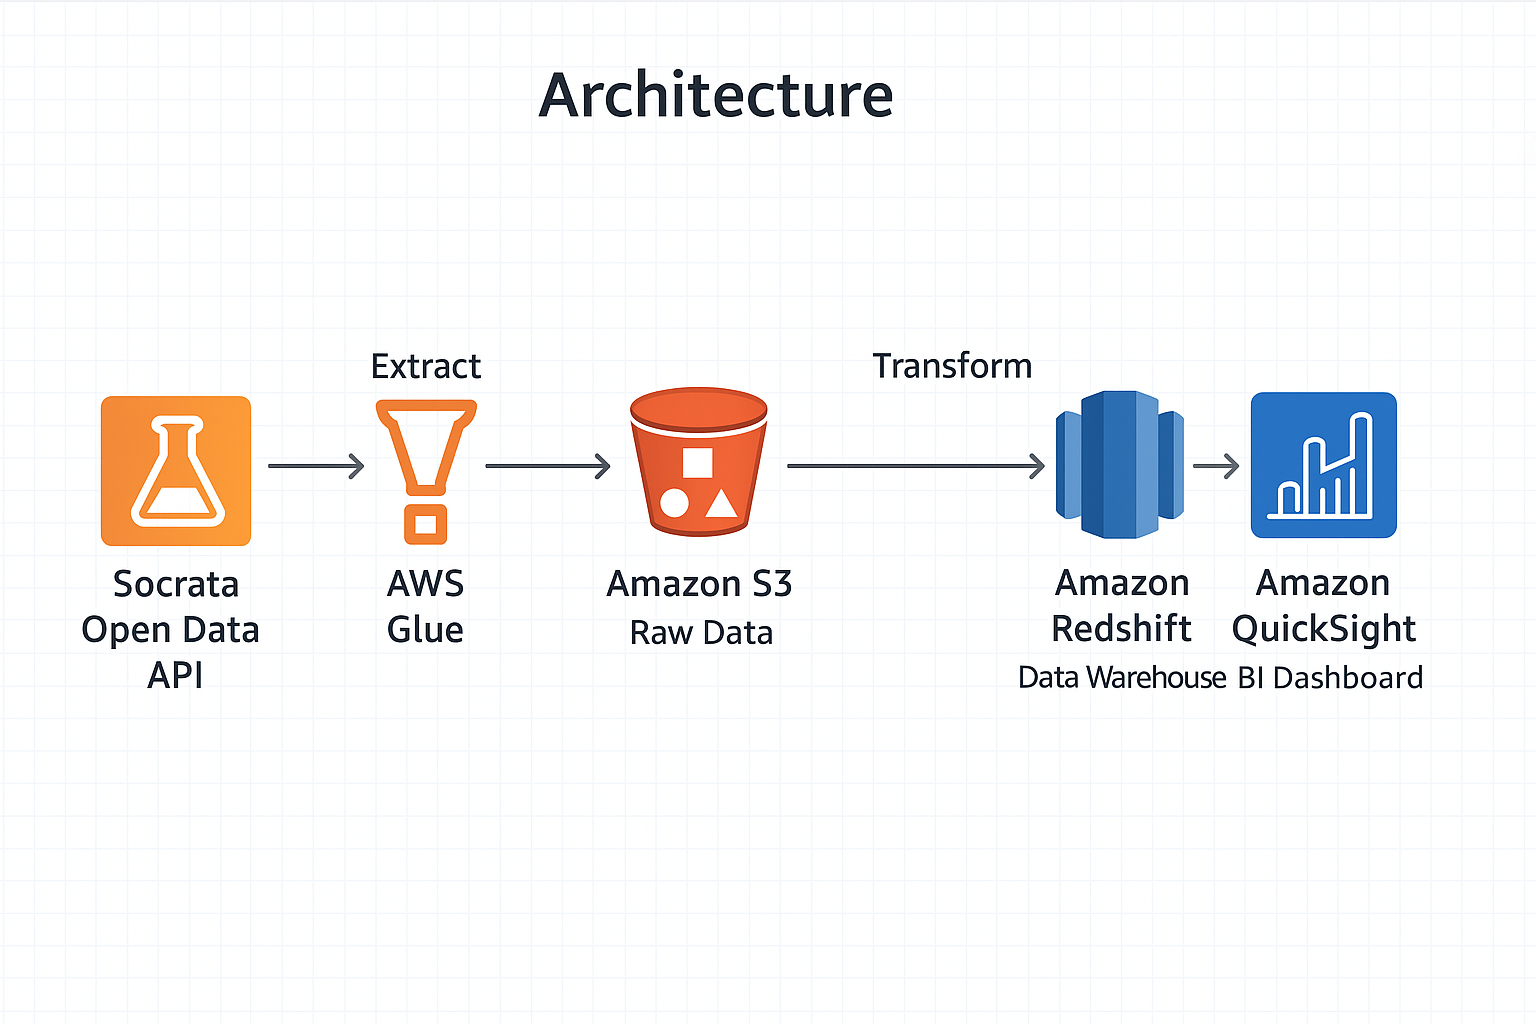 Architecture
Extract
Transform
Socrata
Open Data
API
AWS
Glue
Amazon S3
Raw Data
Amazon
Redshift
Data Warehouse
Amazon
QuickSight
BI Dashboard